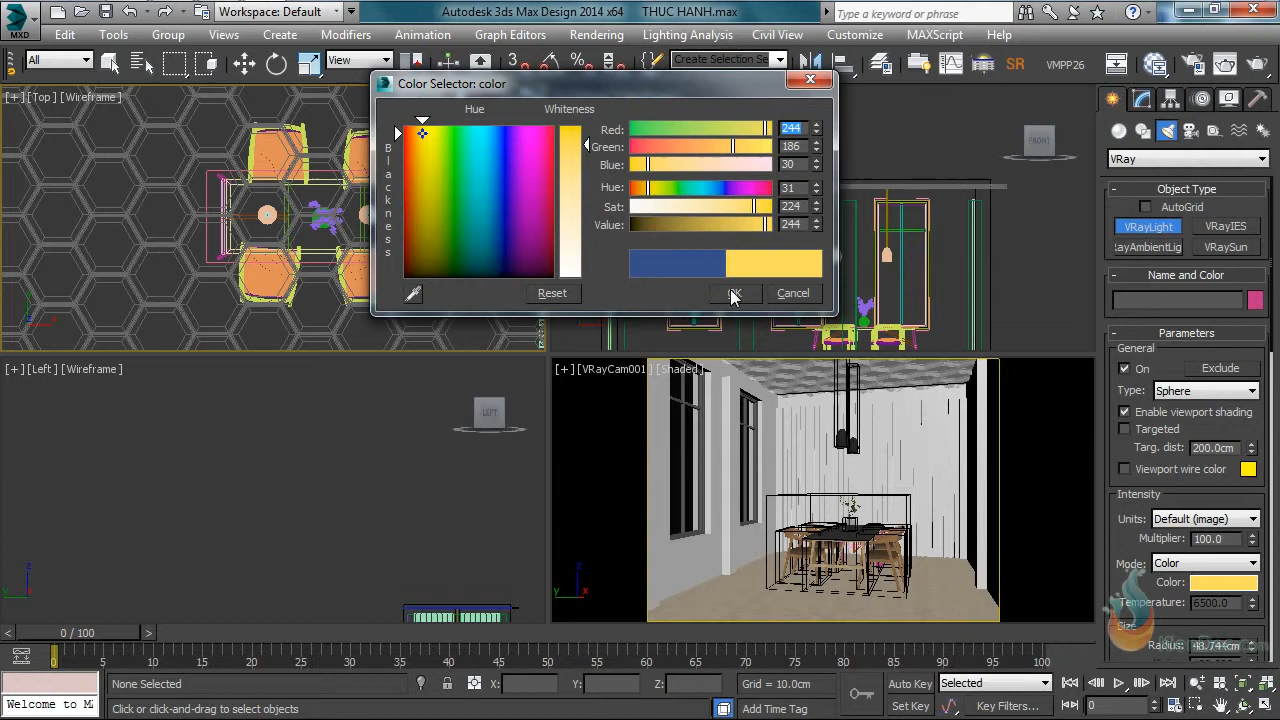 Workspace: Default
Autodesk 3ds Max Design 2014 x64 THUC HANH.max
Type a keyword or phrase
MXD
Edit Tools Group Views Create Modifiers Animation Graph Editors Rendering Lighting Analysis Civil View Customize MAXScript Help
All
View
Create Selection Se
SR
VMPP26
[+][Top][Wireframe]
Color Selector: color
Hue
Whiteness
Blackness
Red: 244
Green: 186
Blue: 30
Hue: 31
Sat: 224
Value: 244
Reset
OK
Cancel
FRONT
VRay
Object Type
AutoGrid
VRayLight
VRayIES
RayAmbientLig
VRaySun
Name and Color
Parameters
General
On
Exclude
Type: Sphere
Enable viewport shading
Targeted
Targ. dist: 200.0cm
Viewport wire color
Intensity
Units: Default (image)
Multiplier: 100.0
Mode: Color
Color:
Temperature: 6500.0
Size
[+][Left][Wireframe]
LEFT
[+][VRayCam001][Shaded]
z
y
x
z
y
x
0 / 100
0 5 10 15 20 25 30 35 40 45 50 55 60 65 70 75 80 85 90 95 100
None Selected
X:
Y:
Z:
Grid = 10.0cm
Auto Key
Selected
Welcome to M
Click or click-and-drag to select objects
Add Time Tag
Set Key
Key Filters...
0